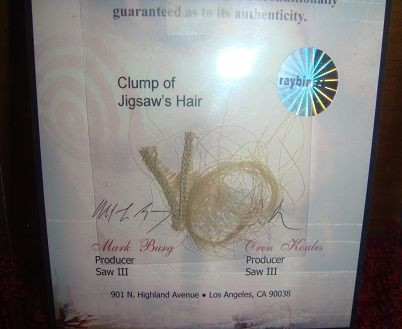 guaranteed as to its authenticity.
Clump of
Jigsaw's Hair
Mark Burg
Producer
Saw III
Oren Koules
Producer
Saw III
901 N. Highland Avenue • Los Angeles, CA 90038